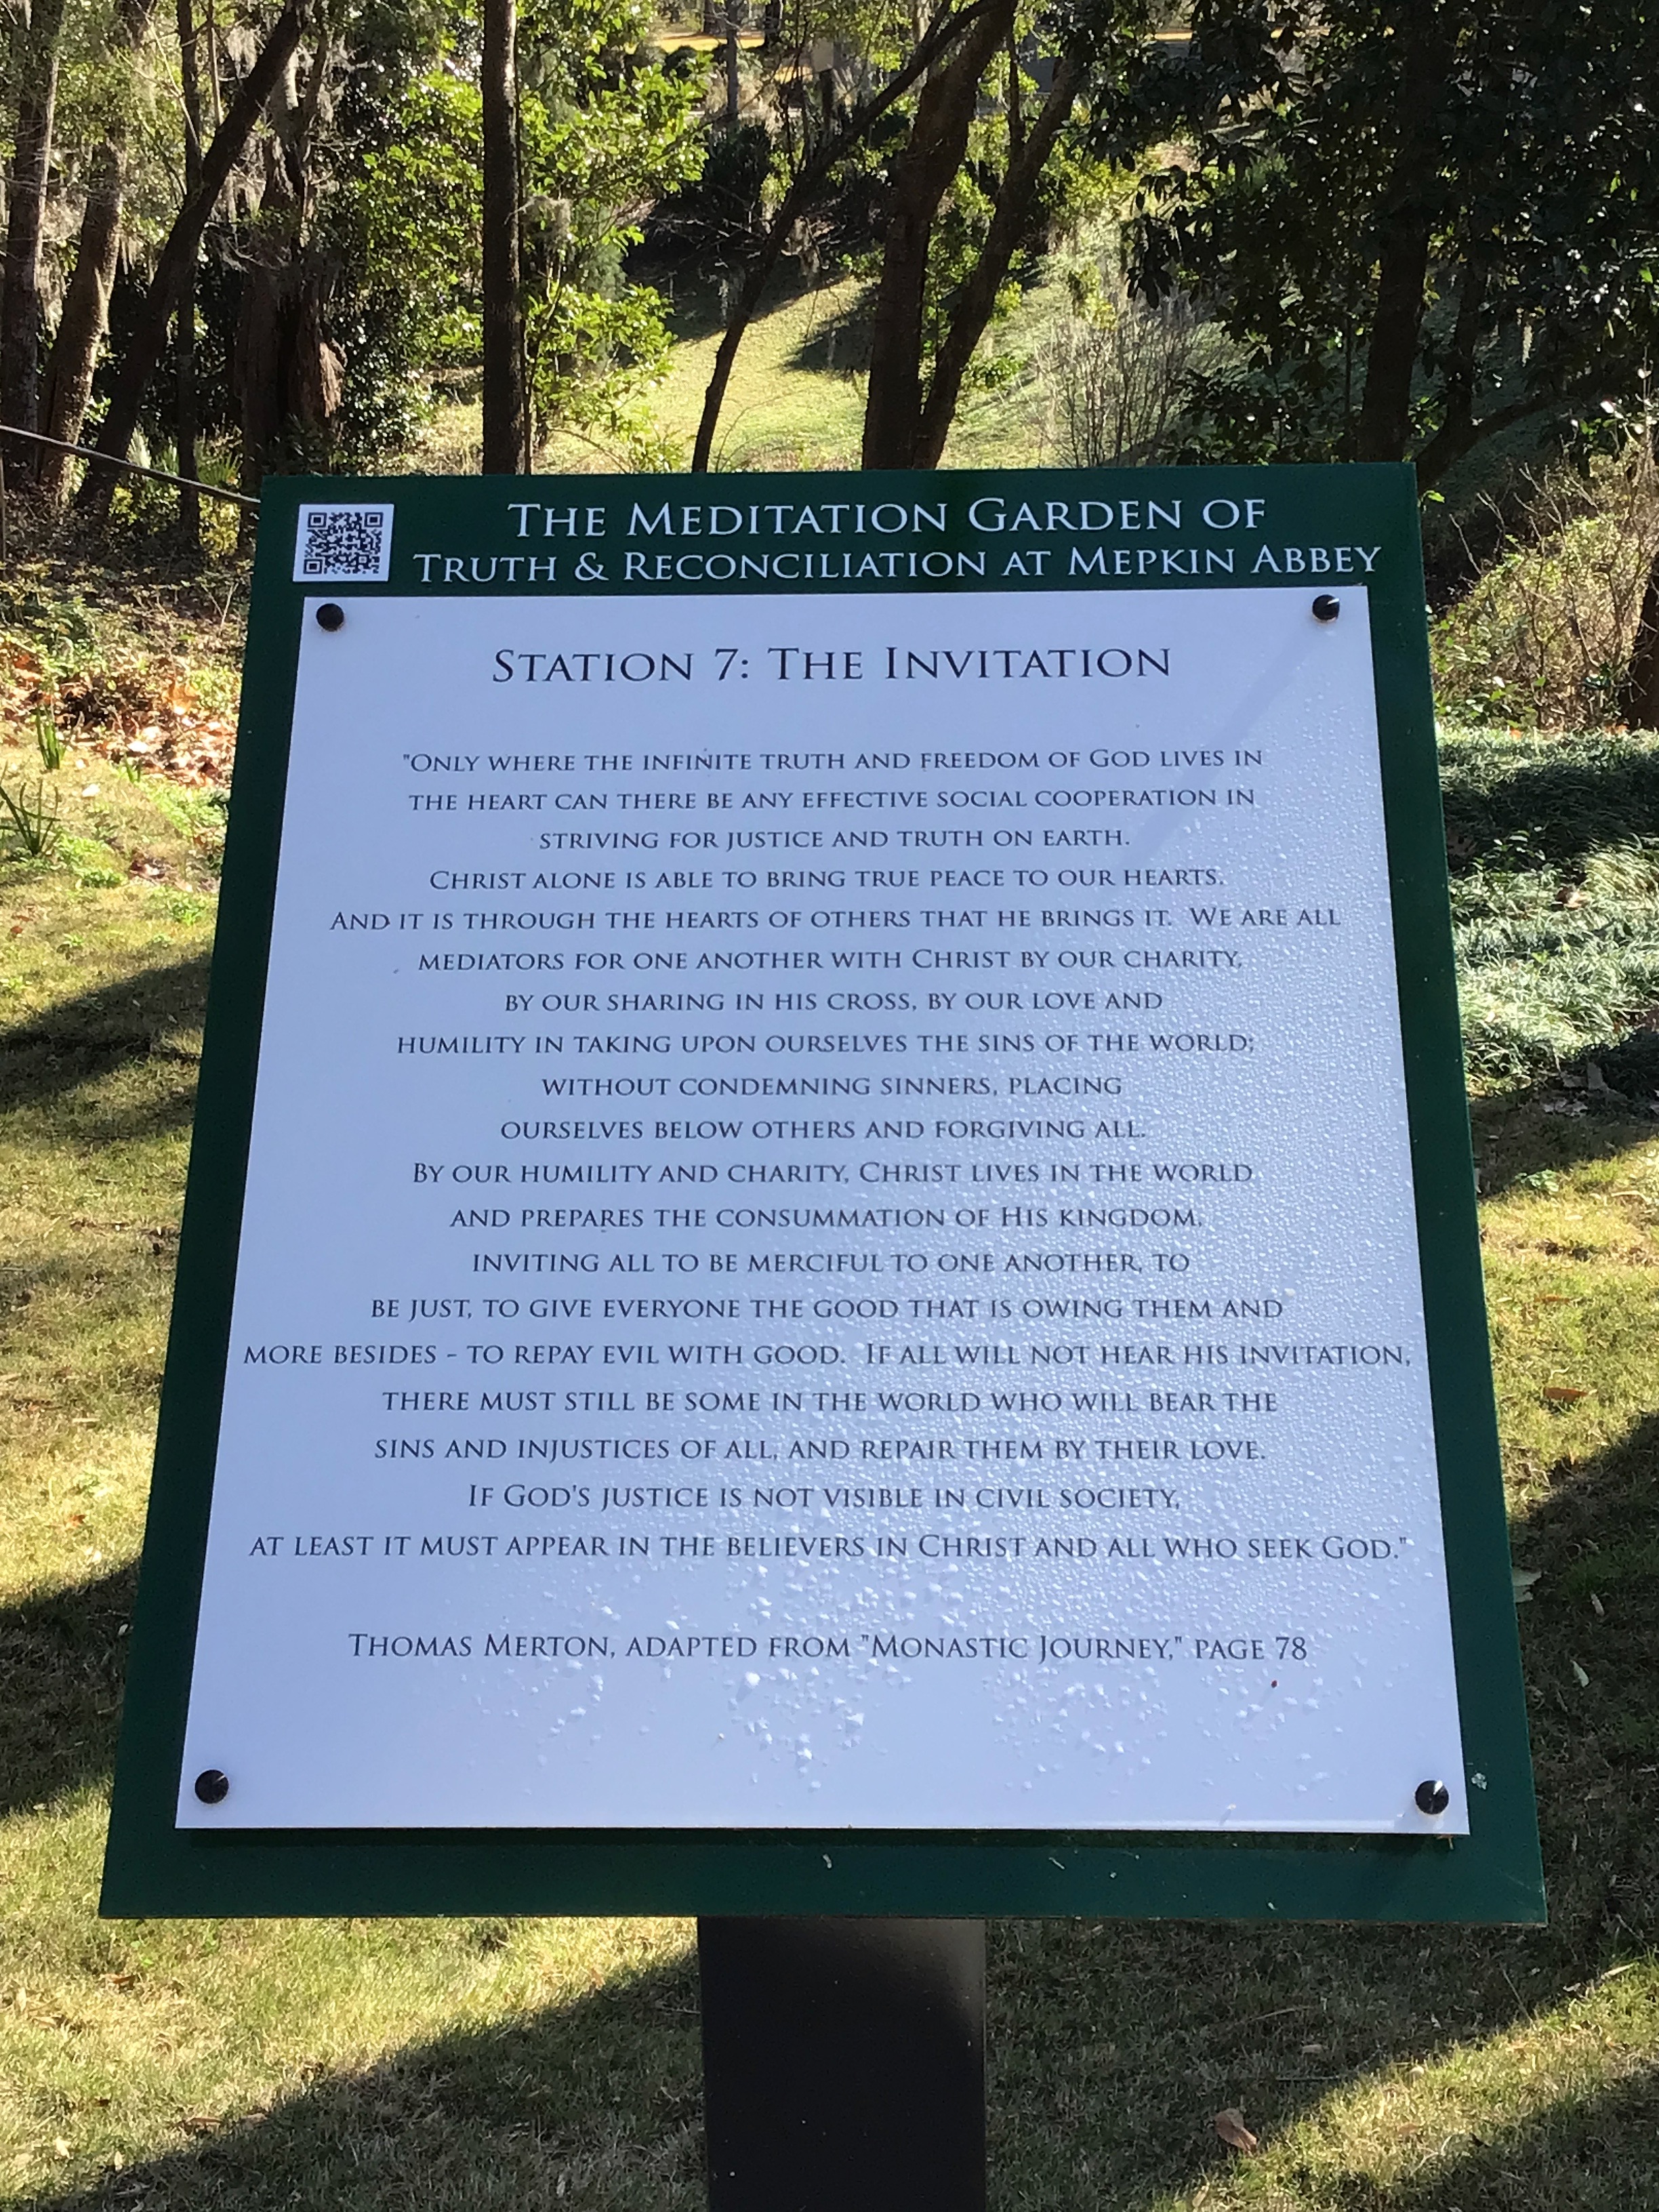 The Meditation Garden of
Truth & Reconciliation at Mepkin Abbey
Station 7: The Invitation
"Only where the infinite truth and freedom of God lives in
the heart can there be any effective social cooperation in
striving for justice and truth on earth.
Christ alone is able to bring true peace to our hearts.
And it is through the hearts of others that he brings it. We are all
mediators for one another with Christ by our charity,
by our sharing in his cross, by our love and
humility in taking upon ourselves the sins of the world;
without condemning sinners, placing
ourselves below others and forgiving all.
By our humility and charity, Christ lives in the world
and prepares the consummation of His kingdom,
inviting all to be merciful to one another, to
be just, to give everyone the good that is owing them and
more besides - to repay evil with good. If all will not hear his invitation,
there must still be some in the world who will bear the
sins and injustices of all, and repair them by their love.
If God's justice is not visible in civil society,
at least it must appear in the believers in Christ and all who seek God."
Thomas Merton, adapted from "Monastic Journey," page 78